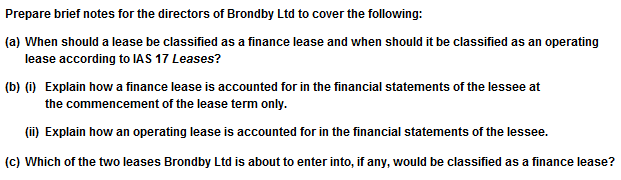 Prepare brief notes for the directors of Brondby Ltd to cover the following:
(a) When should a lease be classified as a finance lease and when should it be classified as an operating
lease according to IAS 17 Leases?
(b) (i) Explain how a finance lease is accounted for in the financial statements of the lessee at
the commencement of the lease term only.
(ii) Explain how an operating lease is accounted for in the financial statements of the lessee.
(c) Which of the two leases Brondby Ltd is about to enter into, if any, would be classified as a finance lease?